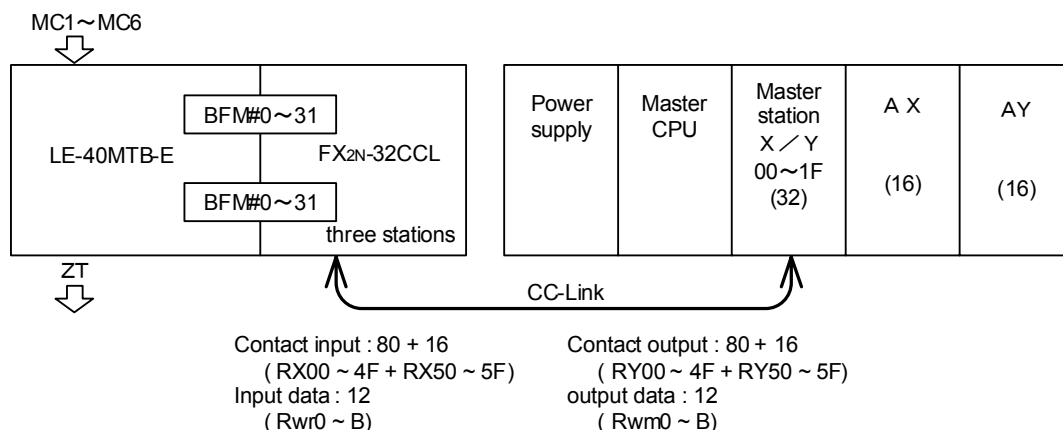 MC1～MC6
LE-40MTB-E
BFM#0～31
FX2N-32CCL
BFM#0～31
three stations
ZT
Power
supply
Master
CPU
Master
station
X／Y
00～1F
(32)
A X
(16)
AY
(16)
CC-Link
Contact input : 80 + 16
( RX00 ~ 4F + RX50 ~ 5F)
Input data : 12
( Rwr0 ~ B)
Contact output : 80 + 16
( RY00 ~ 4F + RY50 ~ 5F)
output data : 12
( Rwm0 ~ B)